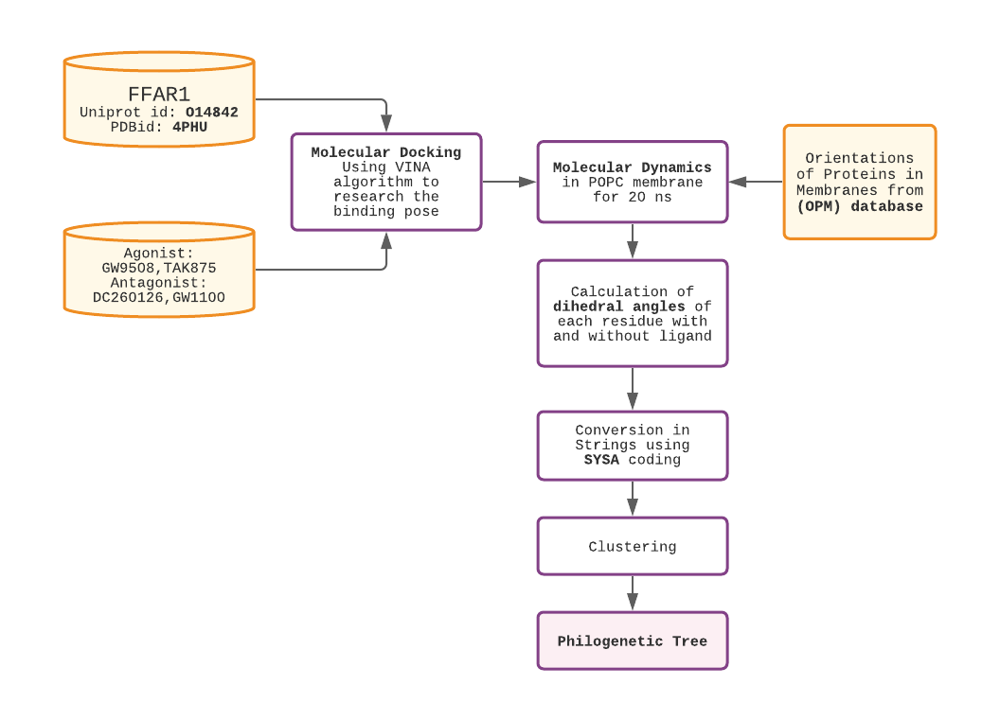 FFAR1
Uniprot id: O14842
PDBid: 4PHU
Agonist:
GW9508,TAK875
Antagonist:
DC260126,GW1100
Molecular Docking
Using VINA
algorithm to
research the
binding pose
Molecular Dynamics
in POPC membrane
for 20 ns
Orientations
of Proteins in
Membranes from
(OPM) database
Calculation of
dihedral angles of
each residue with
and without ligand
Conversion in
Strings using
SYSA coding
Clustering
Philogenetic Tree